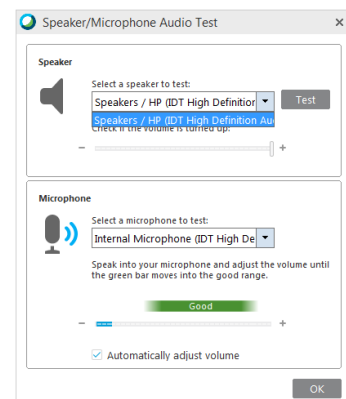 Speaker/Microphone Audio Test
Speaker
Select a speaker to test:
Speakers / HP (IDT High Definitior
Test
Speakers / HP (IDT High Definition Au
Check if the volume is turned up:
- +
Microphone
Select a microphone to test:
Internal Microphone (IDT High De
Speak into your microphone and adjust the volume until
the green bar moves into the good range.
Good
- +
Automatically adjust volume
OK